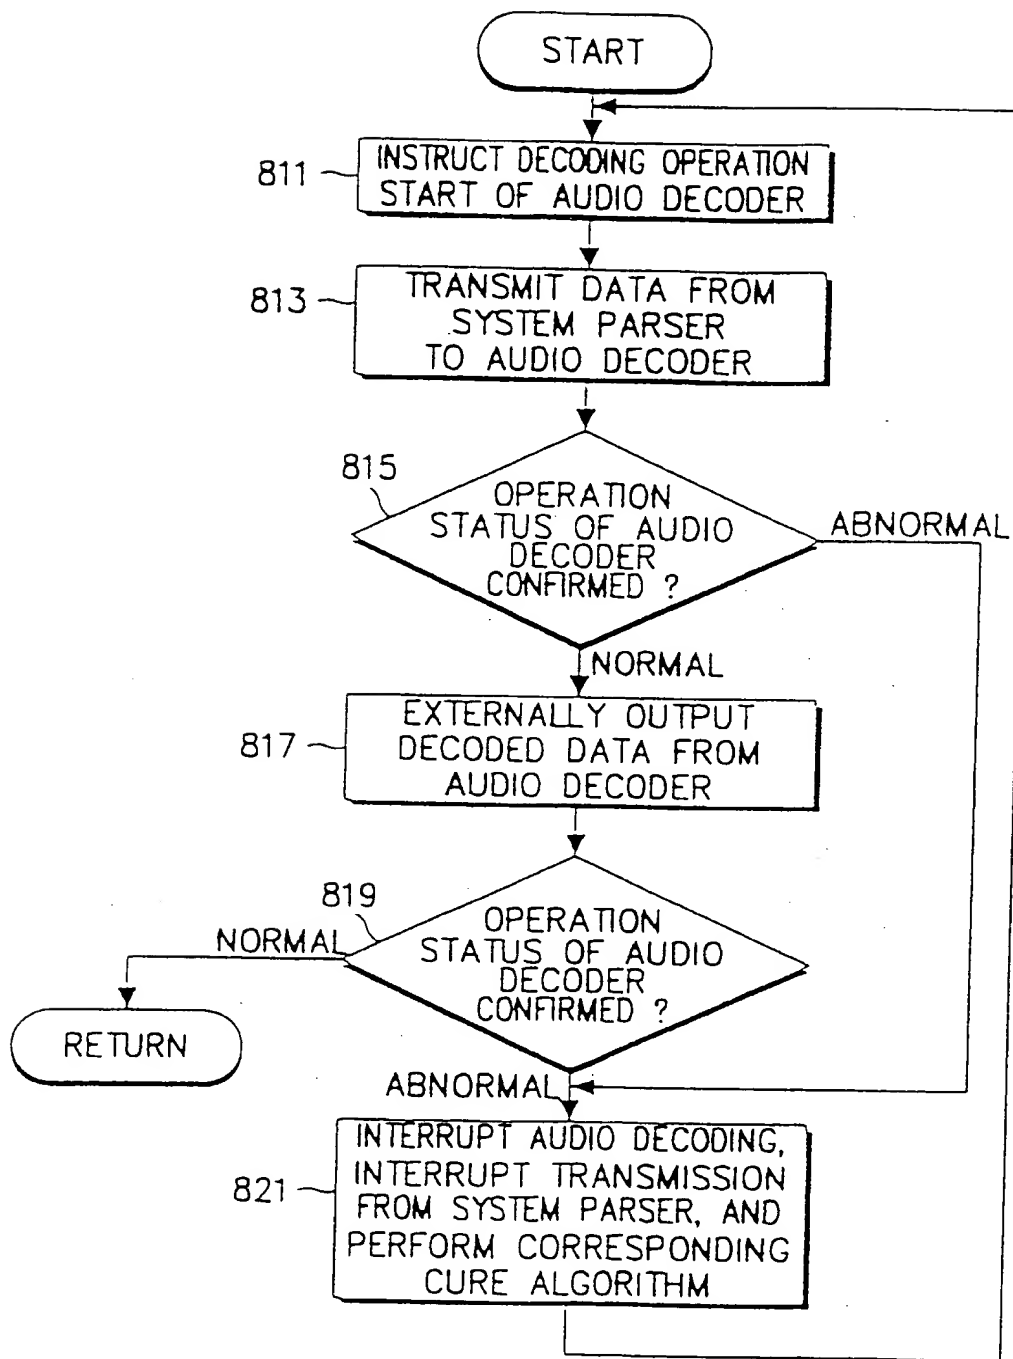 START
811
INSTRUCT DECODING OPERATION
START OF AUDIO DECODER
813
TRANSMIT DATA FROM
SYSTEM PARSER
TO AUDIO DECODER
815
OPERATION
STATUS OF AUDIO
DECODER
CONFIRMED ?
ABNORMAL
NORMAL
817
EXTERNALLY OUTPUT
DECODED DATA FROM
AUDIO DECODER
819
OPERATION
STATUS OF AUDIO
DECODER
CONFIRMED ?
NORMAL
RETURN
ABNORMAL
821
INTERRUPT AUDIO DECODING,
INTERRUPT TRANSMISSION
FROM SYSTEM PARSER, AND
PERFORM CORRESPONDING
CURE ALGORITHM